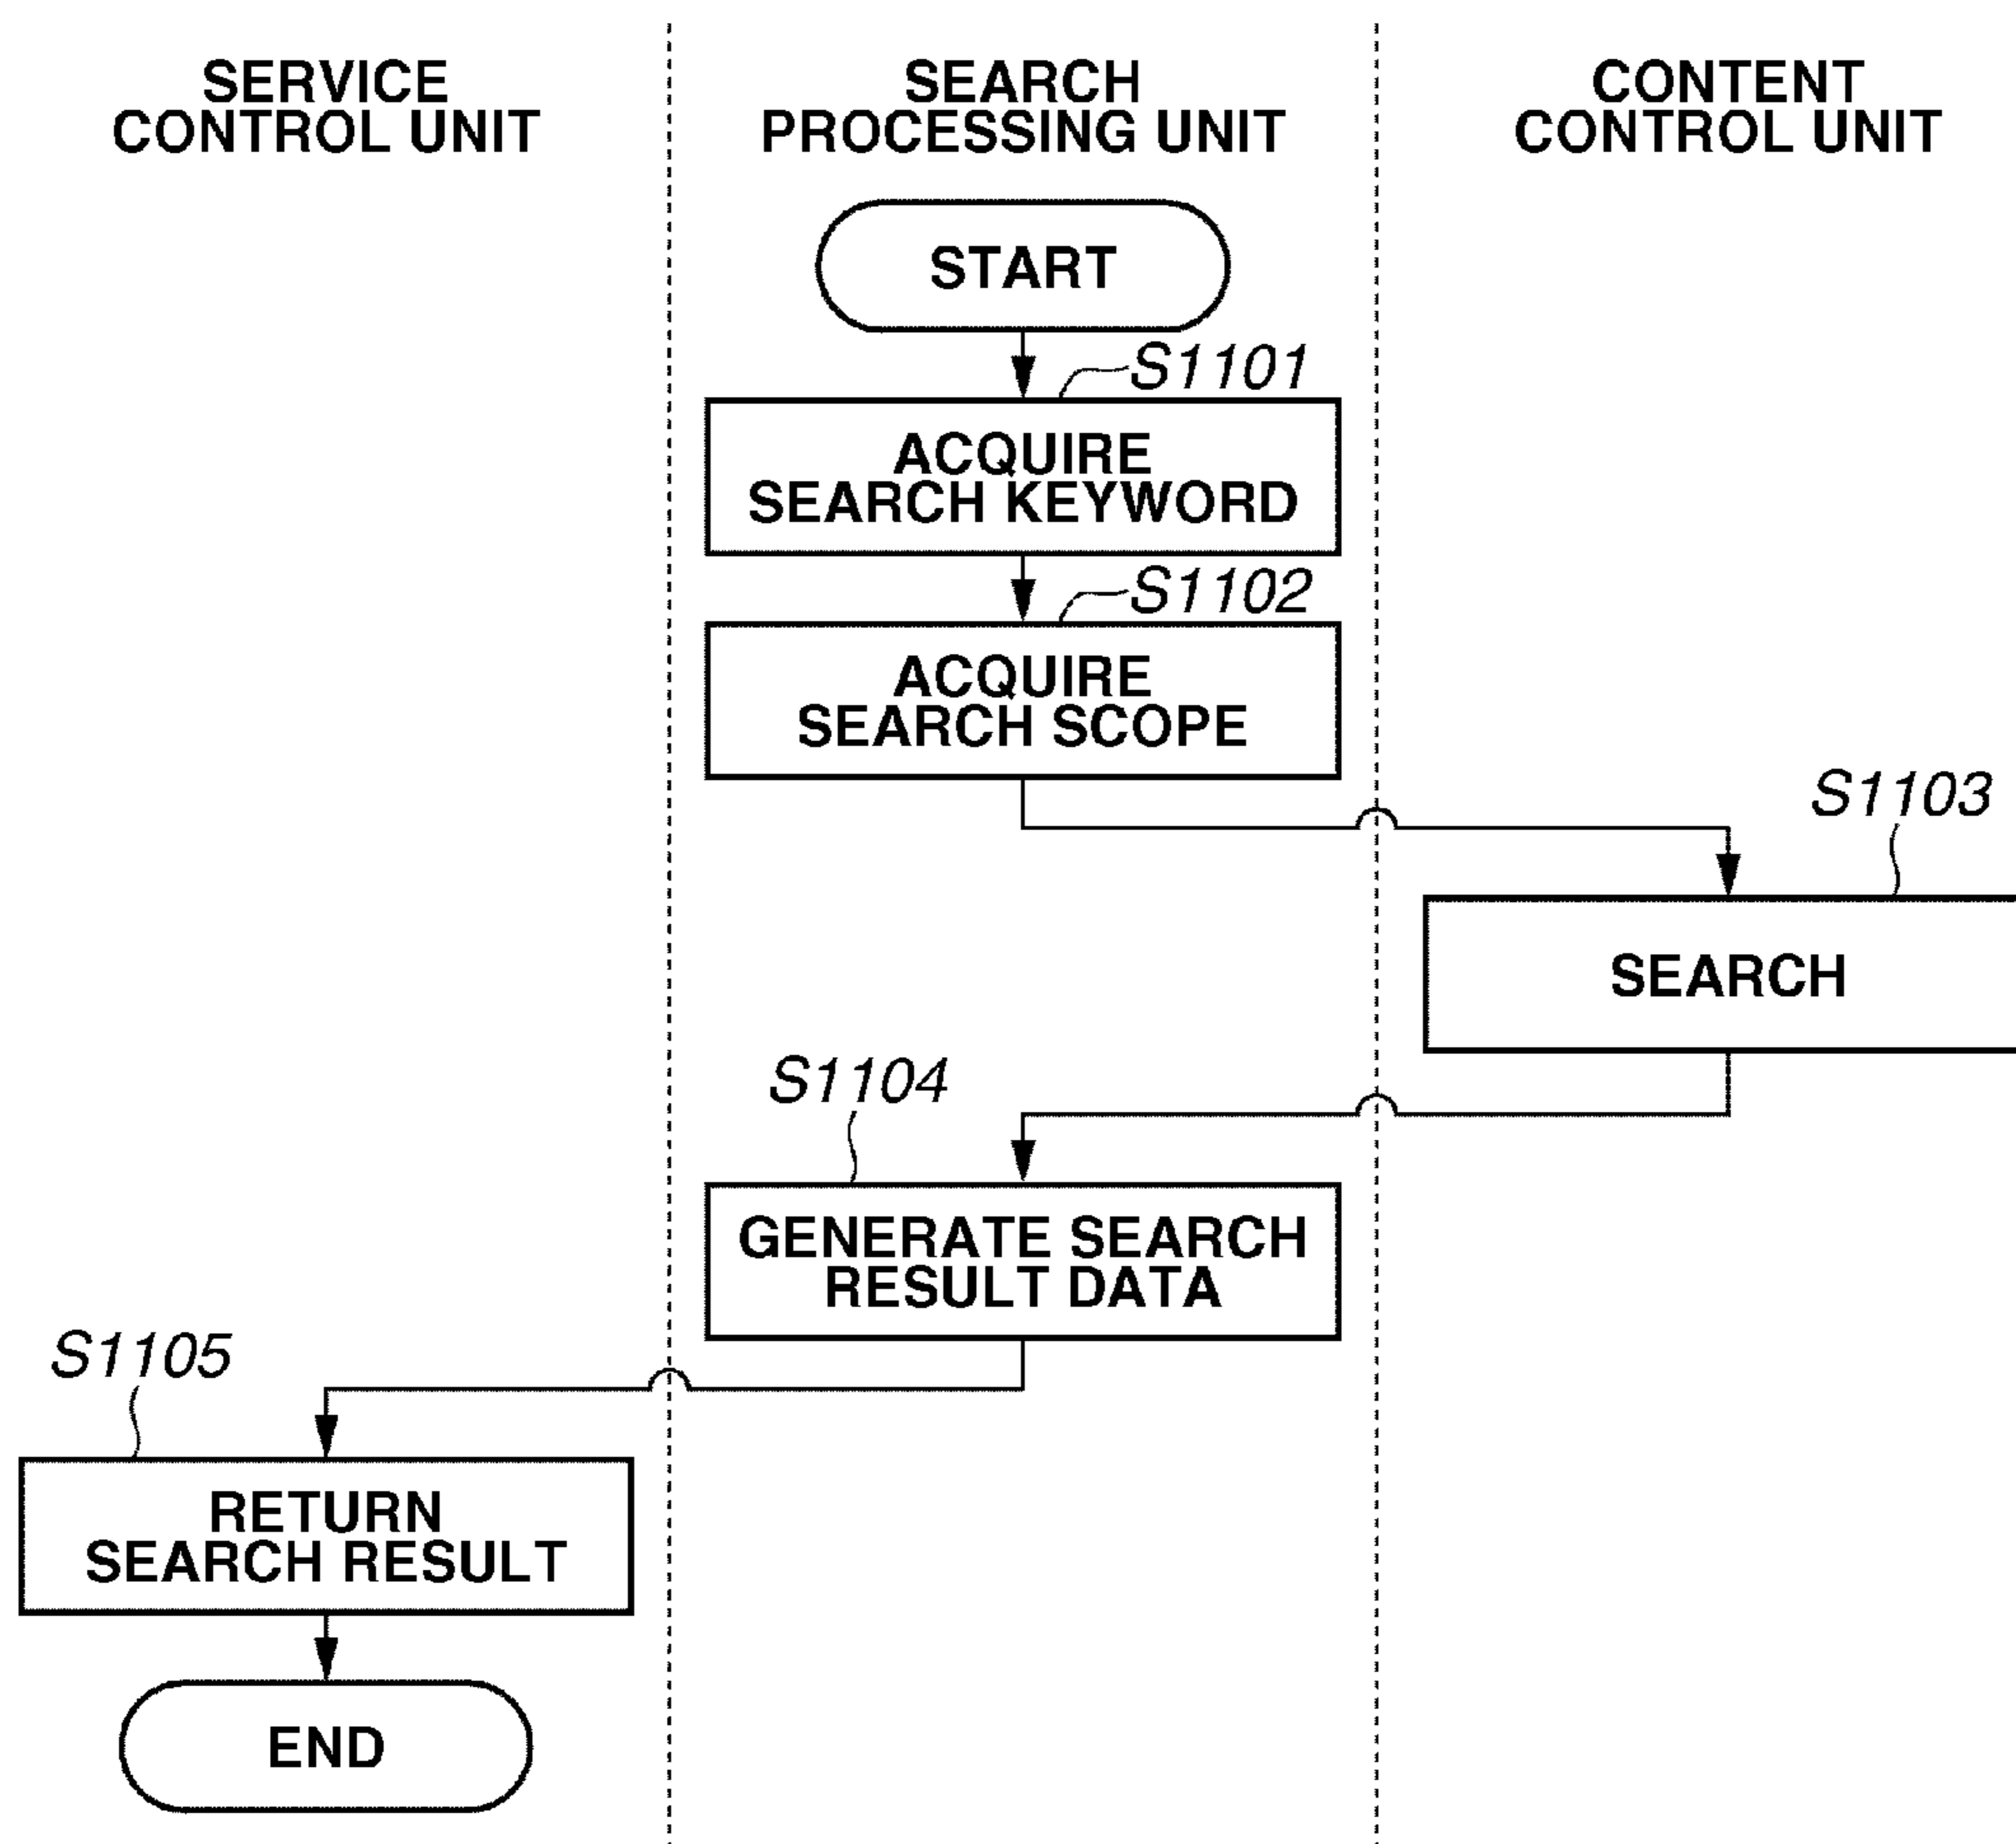 SERVICE
CONTROL UNIT
SEARCH
PROCESSING UNIT
CONTENT
CONTROL UNIT
START
S1101
ACQUIRE
SEARCH KEYWORD
S1102
ACQUIRE
SEARCH SCOPE
S1103
SEARCH
S1104
GENERATE SEARCH
RESULT DATA
S1105
RETURN
SEARCH RESULT
END